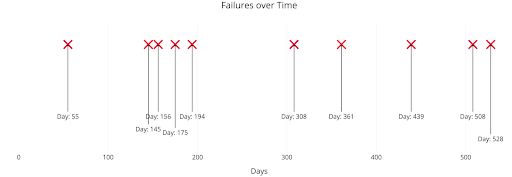 Failures over Time
Day: 55
Day: 156
Day: 194
Day: 308
Day: 361
Day: 439
Day: 508
Day: 145
Day: 175
Day: 528
0
100
200
300
400
500
Days